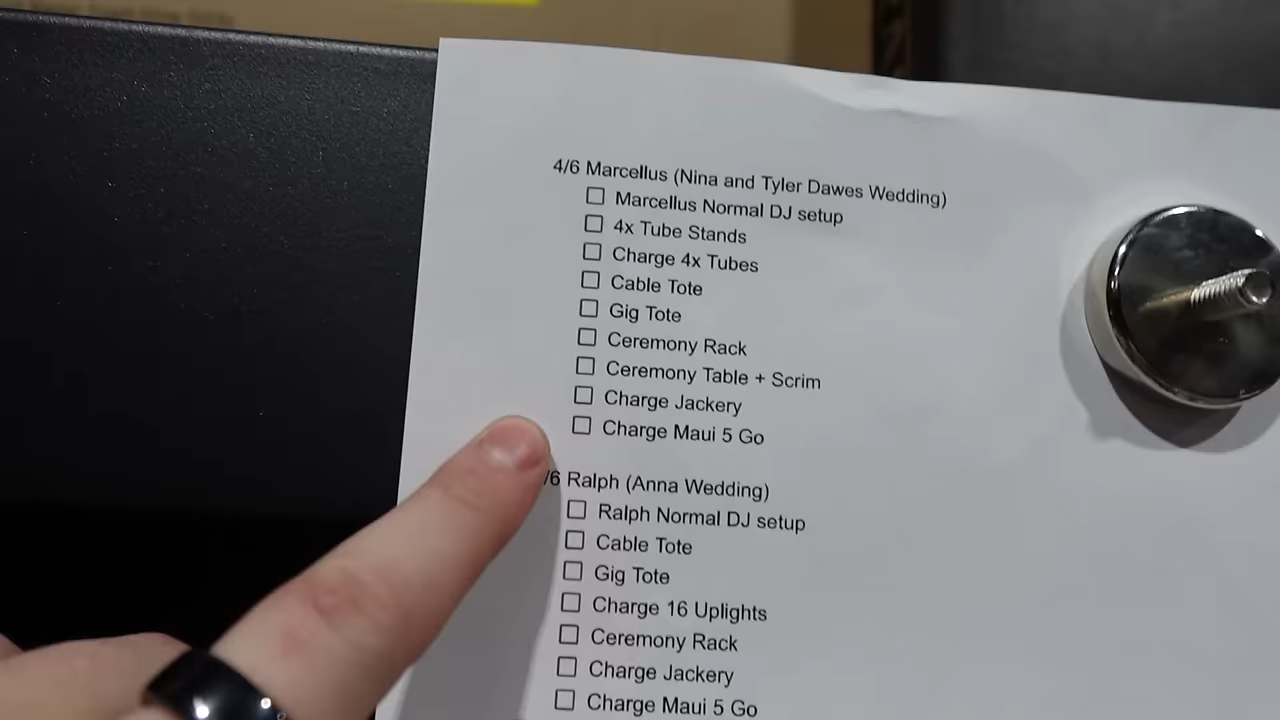 4/6 Marcellus (Nina and Tyler Dawes Wedding)
☐ Marcellus Normal DJ setup
☐ 4x Tube Stands
☐ Charge 4x Tubes
☐ Cable Tote
☐ Gig Tote
☐ Ceremony Rack
☐ Ceremony Table + Scrim
☐ Charge Jackery
☐ Charge Maui 5 Go
/6 Ralph (Anna Wedding)
☐ Ralph Normal DJ setup
☐ Cable Tote
☐ Gig Tote
☐ Charge 16 Uplights
☐ Ceremony Rack
☐ Charge Jackery
☐ Charge Maui 5 Go